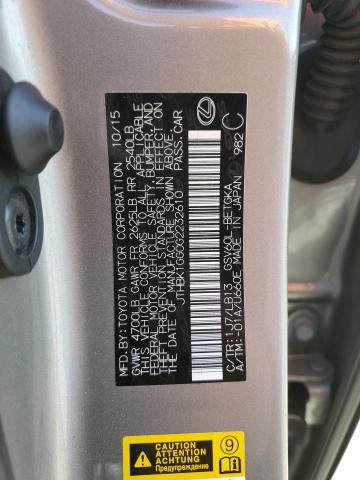 MFD.BY:TOYOTA MOTOR CORPORATION 10/15
GVWR 4700LB GAWR FR 2625LB RR 2540LB
THIS VEHICLE CONFORMS TO ALL APPLICABLE
FEDERAL MOTOR VEHICLE SAFETY, BUMPER, AND
THEFT PREVENTION STANDARDS IN EFFECT ON
THE DATE OF MANUFACTURE SHOWN ABOVE.
JTHBK1GG0G2232610 PASS.CAR
C/TR:1J7/LB13 GSV60L-BETGKA
A/TM:-01A/U660E MADE IN JAPAN 982 C
CAUTION
ATTENTION
Предупреждение
9